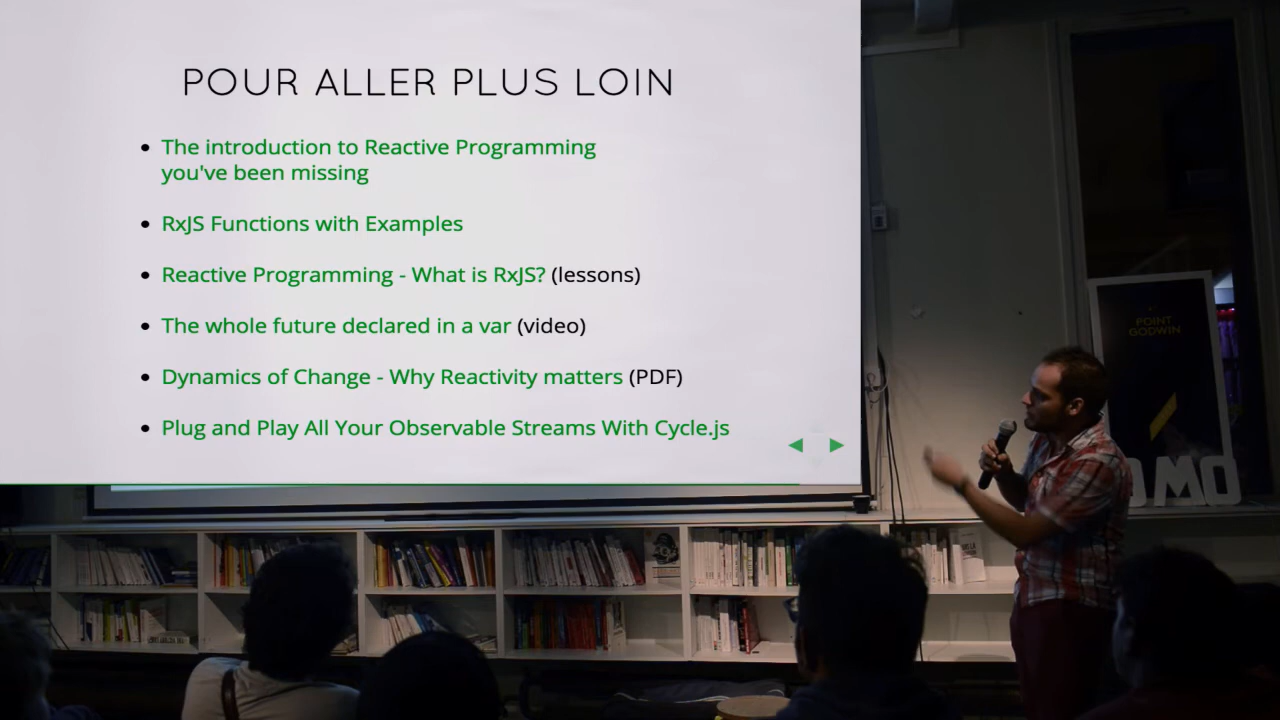 POUR ALLER PLUS LOIN
The introduction to Reactive Programming
you've been missing
RxJS Functions with Examples
Reactive Programming - What is RxJS? (lessons)
The whole future declared in a var (video)
Dynamics of Change - Why Reactivity matters (PDF)
Plug and Play All Your Observable Streams With Cycle.js
POINT
GODWIN